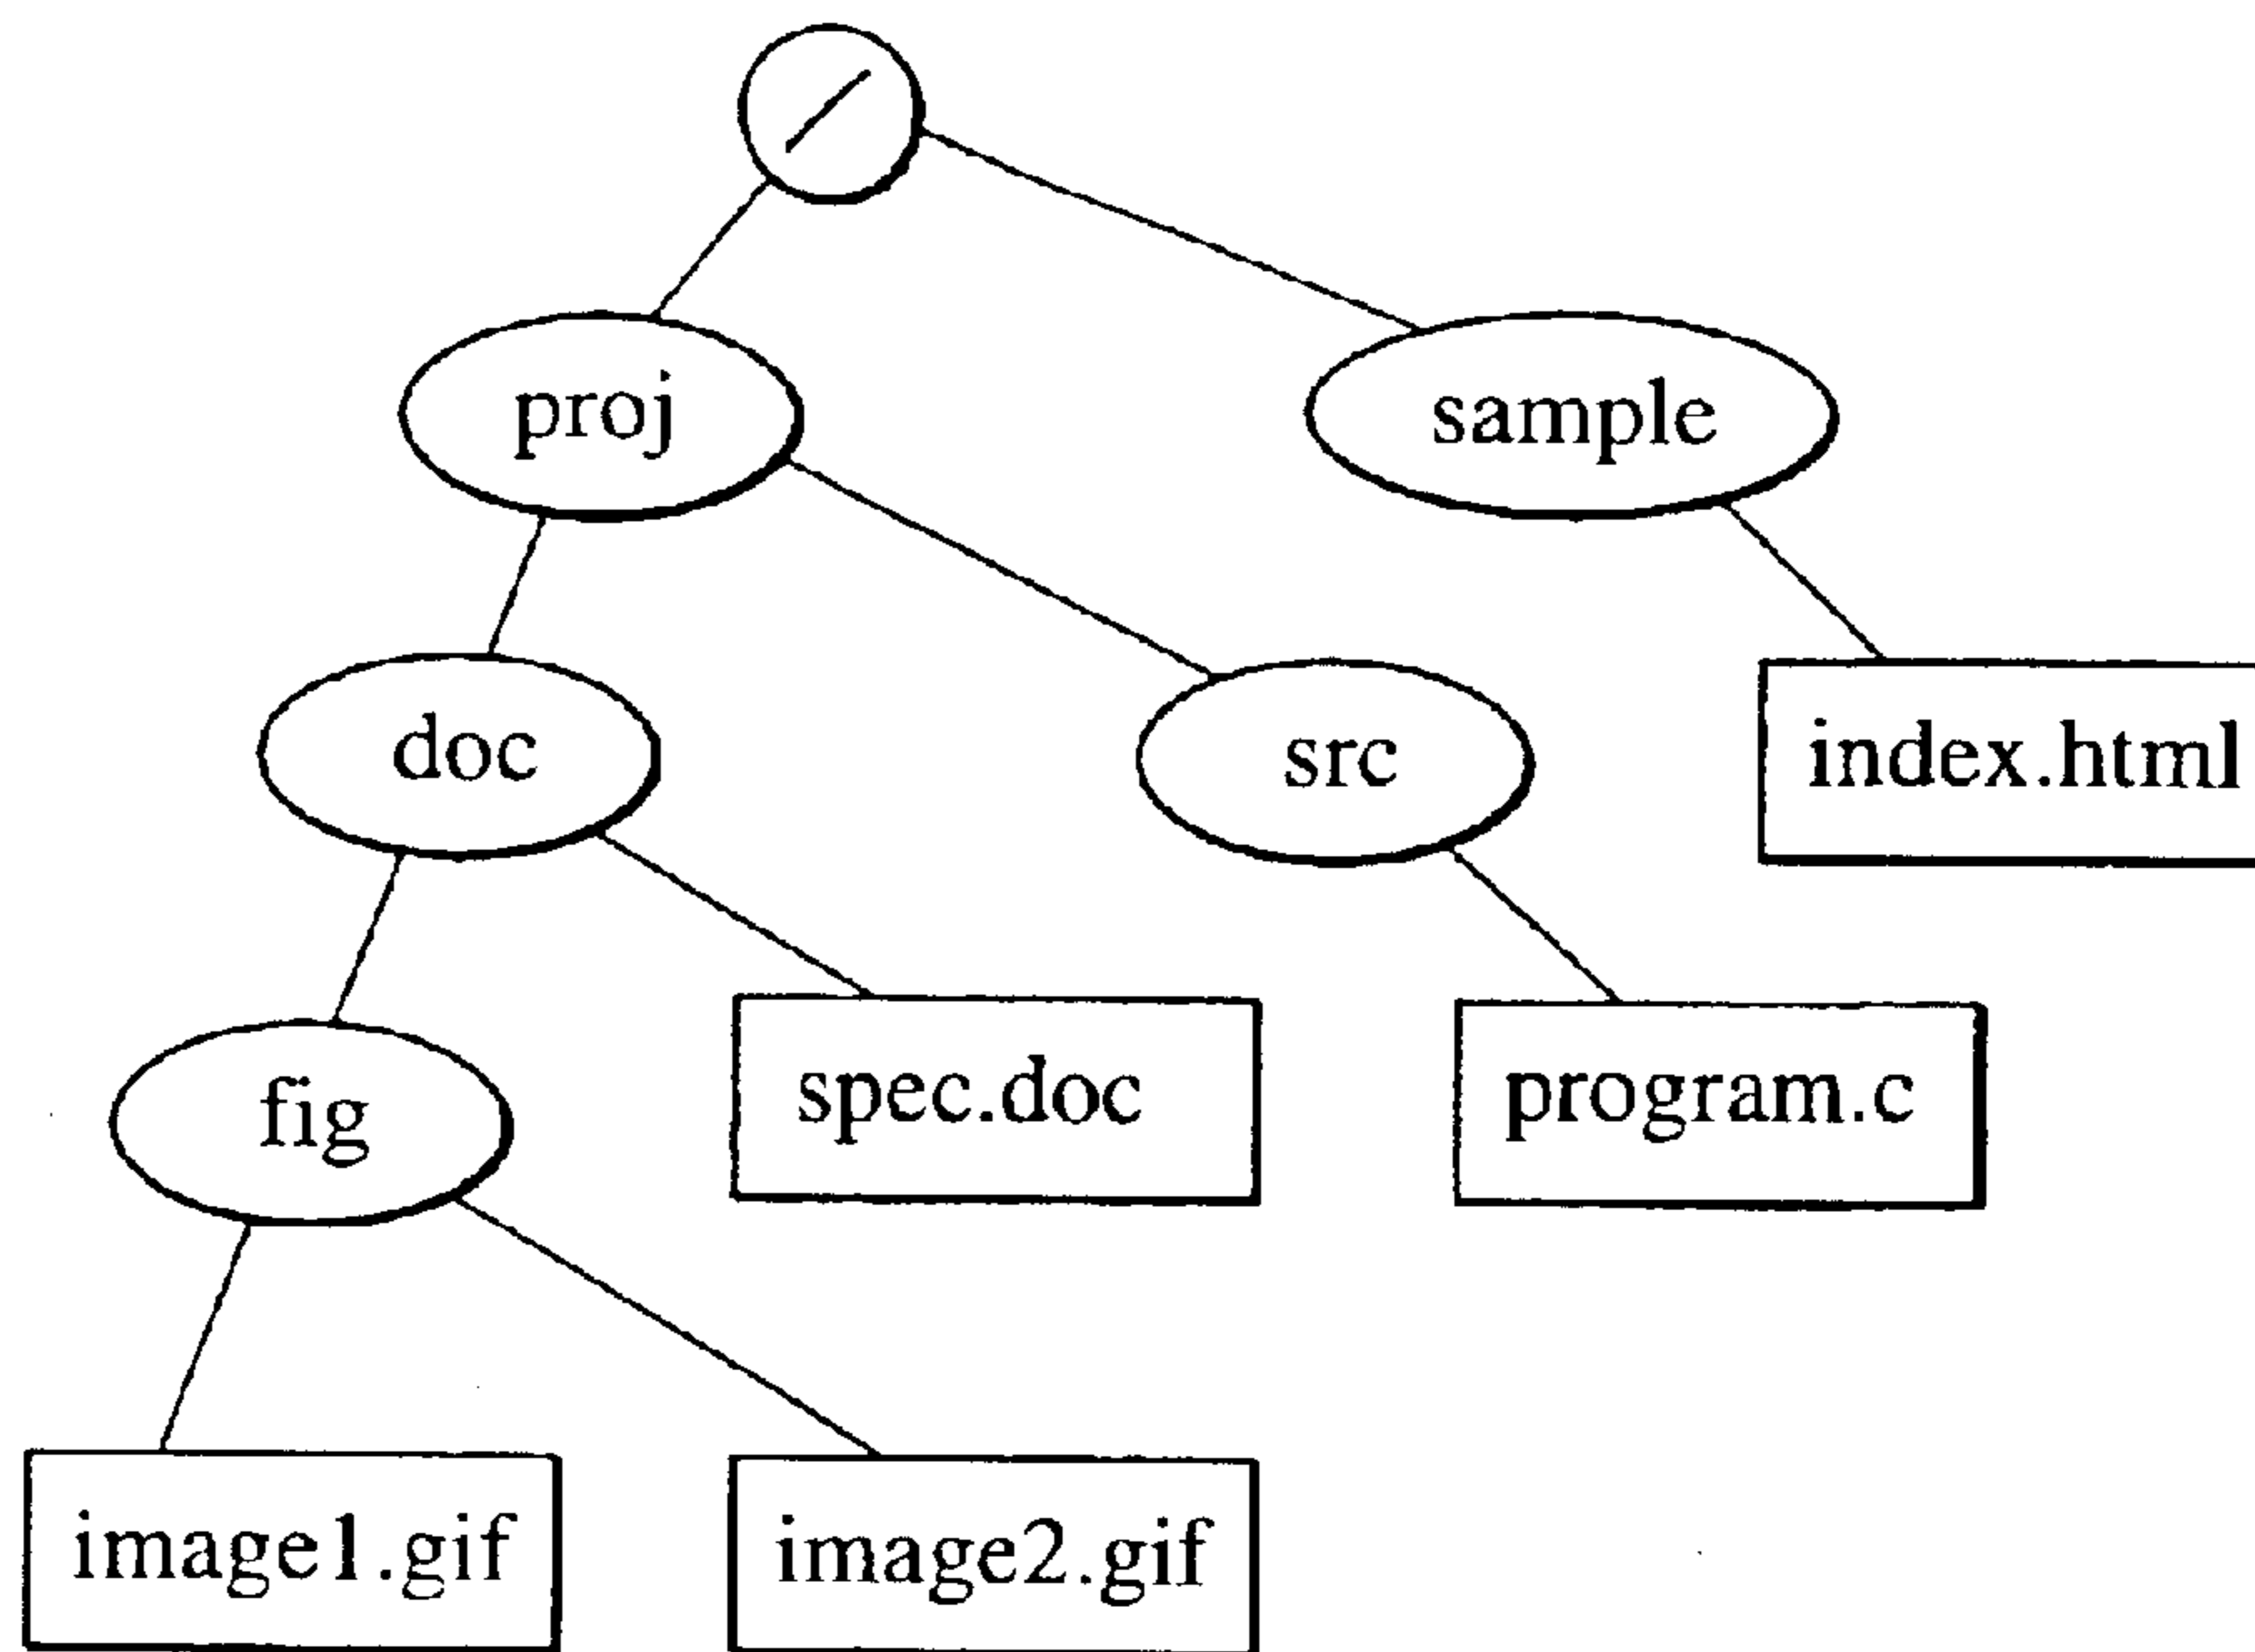 /
proj sample
doc src index.html
fig spec.doc program.c
image1.gif image2.gif